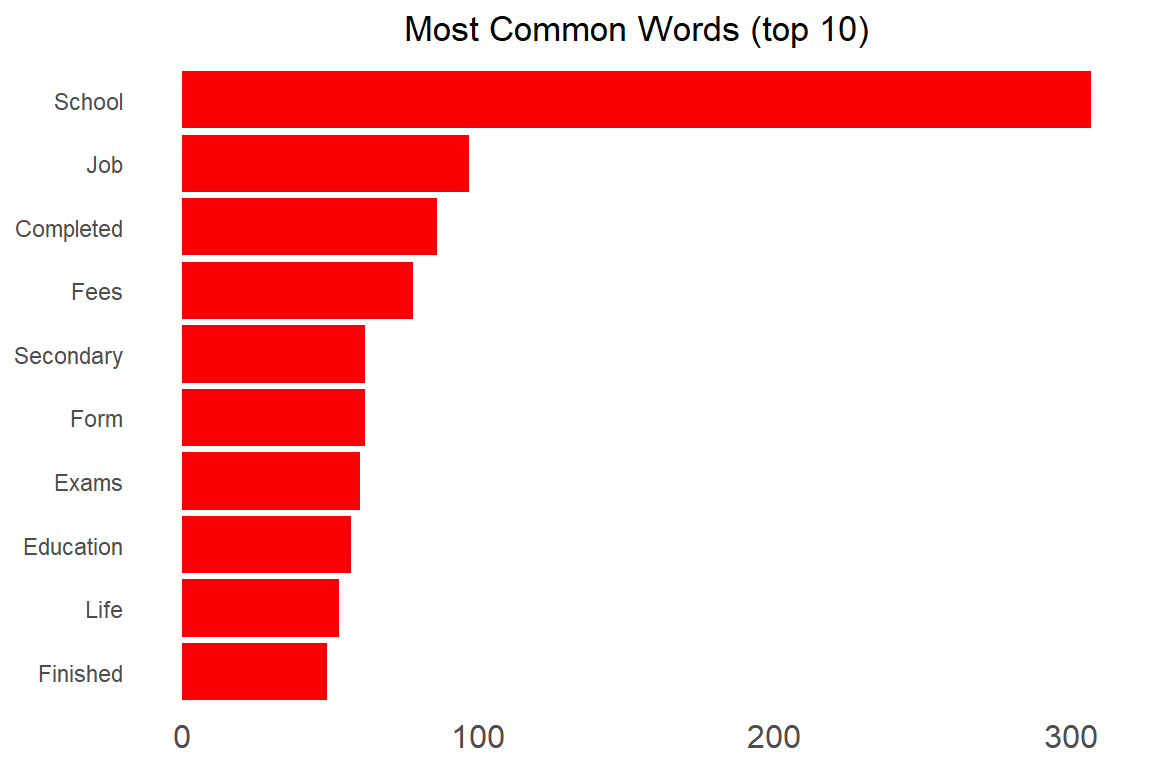 Most Common Words (top 10)
School
Job
Completed
Fees
Secondary
Form
Exams
Education
Life
Finished
0 100 200 300